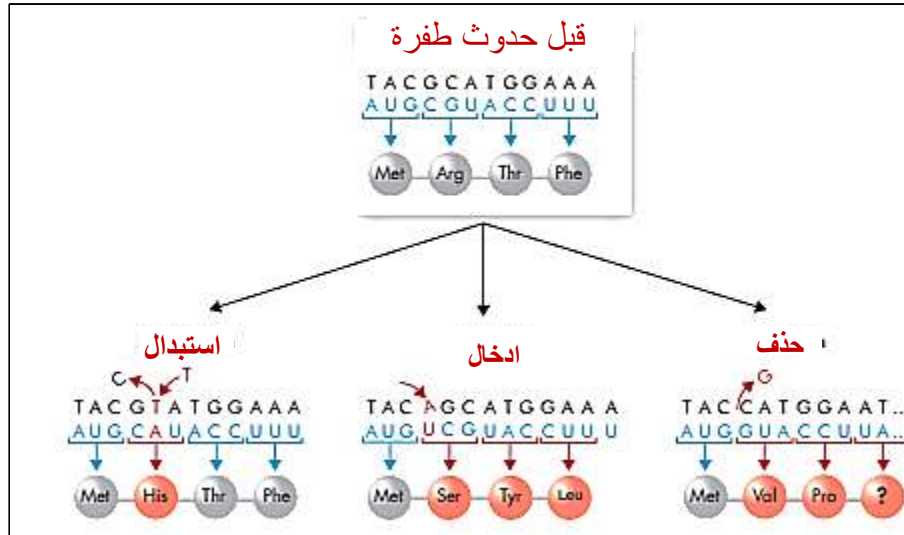 قبل حدوث طفرة
TACGCATGGAAA
AUGCGUACCUUU
Met Arg Thr Phe
استبدال
C T
TACGTATGGAAA
AUGCAUACCUUU
Met His Thr Phe
ادخال
TACAGCATGGAAA
AUGUCGUACCUUU
Met Ser Tyr Leu
حذف
G
TACCATGGAAT..
AUGGUACCUUA..
Met Val Pro ?